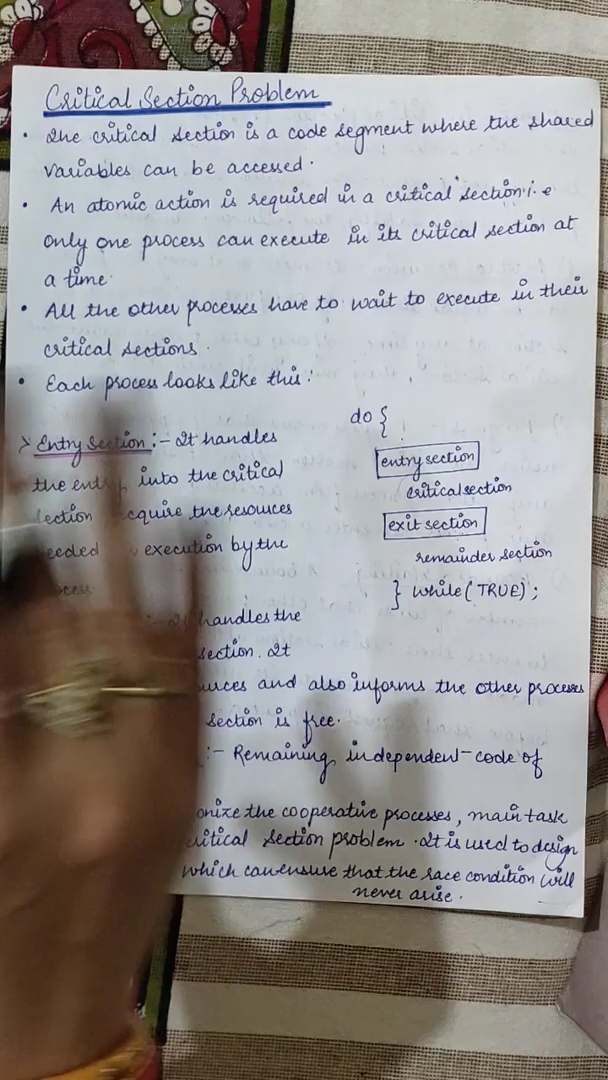 Critical Section Problem
• The critical section is a code segment where the shared
variables can be accessed.
• An atomic action is required in a critical section i.e
only one process can execute in its critical section at
a time.
• All the other processes have to wait to execute in their
critical sections.
• Each process looks like this:
> Entry Section :- It handles
the into the critical
the resouces
execution by the
handles the
section. It
and also informs the other processes
section is free.
:- Remaining independent code of
the cooperative processes, main task
section problem. It is used to design
which can ensure that the race condition will
never arise.
do {
entry section
critical section
exit section
remainder section
} while (TRUE);